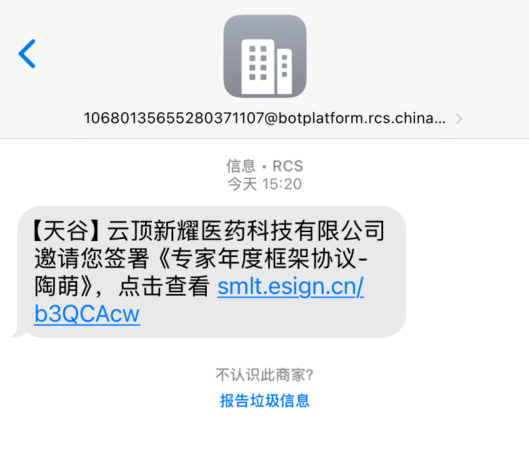 10680135655280371107@botplatform.rcs.china...
信息 • RCS
今天 15:20
【天谷】云顶新耀医药科技有限公司
邀请您签署《专家年度框架协议-
陶萌》，点击查看 smlt.esign.cn/
b3QCAcw
不认识此商家?
报告垃圾信息